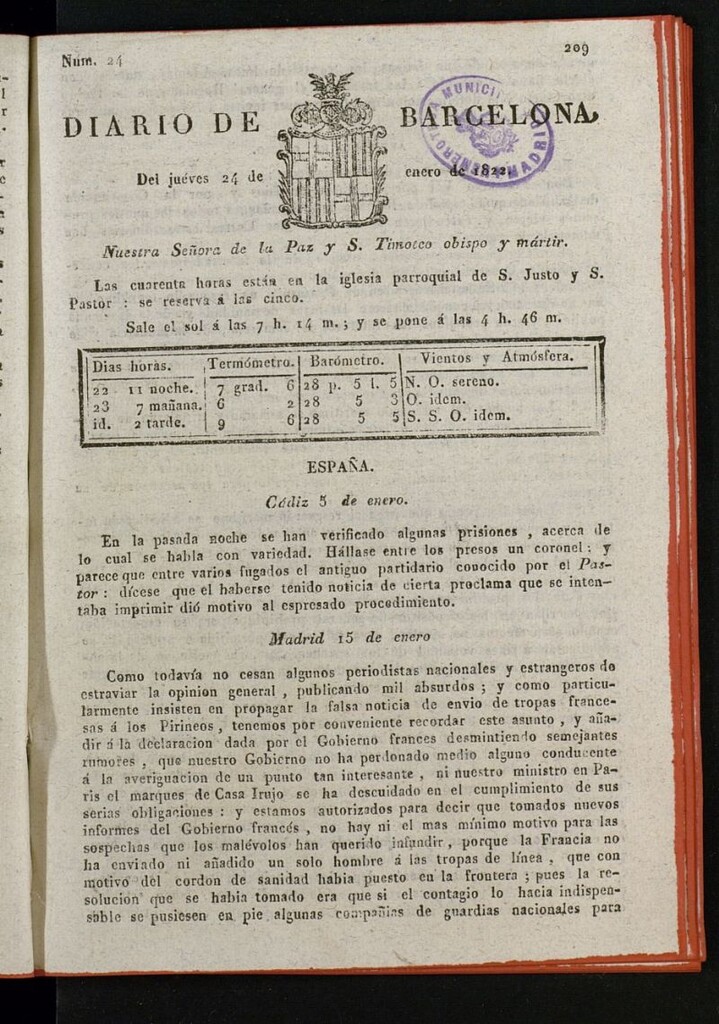 Num. 24
209
DIARIO DE BARCELONA,
Del juéves 24 de enero de 1822.
MUNICI
HEMEROTECA
MADRID
Nuestra Señora de la Paz y S. Timoteo obispo y mártir.
Las cuarenta horas están en la iglesia parroquial de S. Justo y S.
Pastor : se reserva á las cinco.
Sale el sol á las 7 h. 14 m.; y se pone á las 4 h. 46 m.
Dias horas. Termómetro. Barómetro. Vientos y Atmósfera.
22 11 noche. 7 grad. 6 28 p. 5 l. 5 N. O. sereno.
23 7 mañana. 6 2 28 5 3 O. idem.
id. 2 tarde. 9 6 28 5 5 S. S. O. idem.
ESPAÑA.
Cádiz 5 de enero.
En la pasada noche se han verificado algunas prisiones , acerca de
lo cual se habla con variedad. Hállase entre los presos un coronel; y
parece que entre varios fugados el antiguo partidario conocido por el Pas-
tor : dícese que el haberse tenido noticia de cierta proclama que se inten-
taba imprimir dió motivo al espresado procedimiento.
Madrid 15 de enero
Como todavía no cesan algunos periodistas nacionales y estrangeros de
estraviar la opinion general , publicando mil absurdos ; y como particu-
larmente insisten en propagar la falsa noticia de envio de tropas france-
sas á los Pirineos , tenemos por conveniente recordar este asunto , y aña-
dir á la declaracion dada por el Gobierno frances desmintiendo semejantes
rumores , que nuestro Gobierno no ha perdonado medio alguno conducente
á la averiguacion de un punto tan interesante , ni nuestro ministro en Pa-
ris el marques de Casa Irujo se ha descuidado en el cumplimiento de sus
serias obligaciones : y estamos autorizados para decir que tomados nuevos
informes del Gobierno francés , no hay ni el mas mínimo motivo para las
sospechas que los malévolos han querido infundir , porque la Francia no
ha enviado ni añadido un solo hombre á las tropas de línea , que con
motivo del cordon de sanidad habia puesto en la frontera ; pues la re-
solucion que se habia tomado era que si el contagio lo hacia indispen-
sable se pusiesen en pie algunas compañías de guardias nacionales para